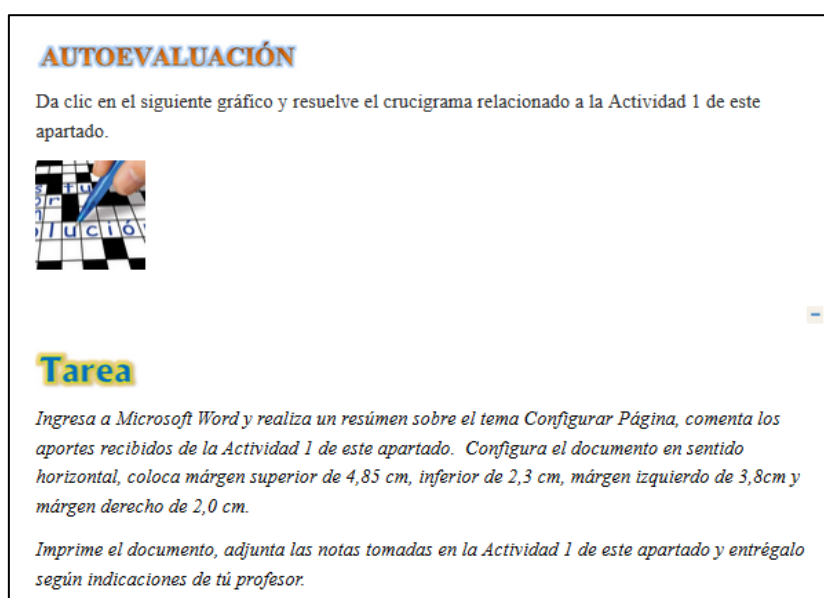 AUTOEVALUACIÓN
Da clic en el siguiente gráfico y resuelve el crucigrama relacionado a la Actividad 1 de este
apartado.
s fu
or
n
olució
Tarea
Ingresa a Microsoft Word y realiza un resúmen sobre el tema Configurar Página, comenta los
aportes recibidos de la Actividad 1 de este apartado. Configura el documento en sentido
horizontal, coloca márgen superior de 4,85 cm, inferior de 2,3 cm, márgen izquierdo de 3,8cm y
márgen derecho de 2,0 cm.
Imprime el documento, adjunta las notas tomadas en la Actividad 1 de este apartado y entrégalo
según indicaciones de tú profesor.